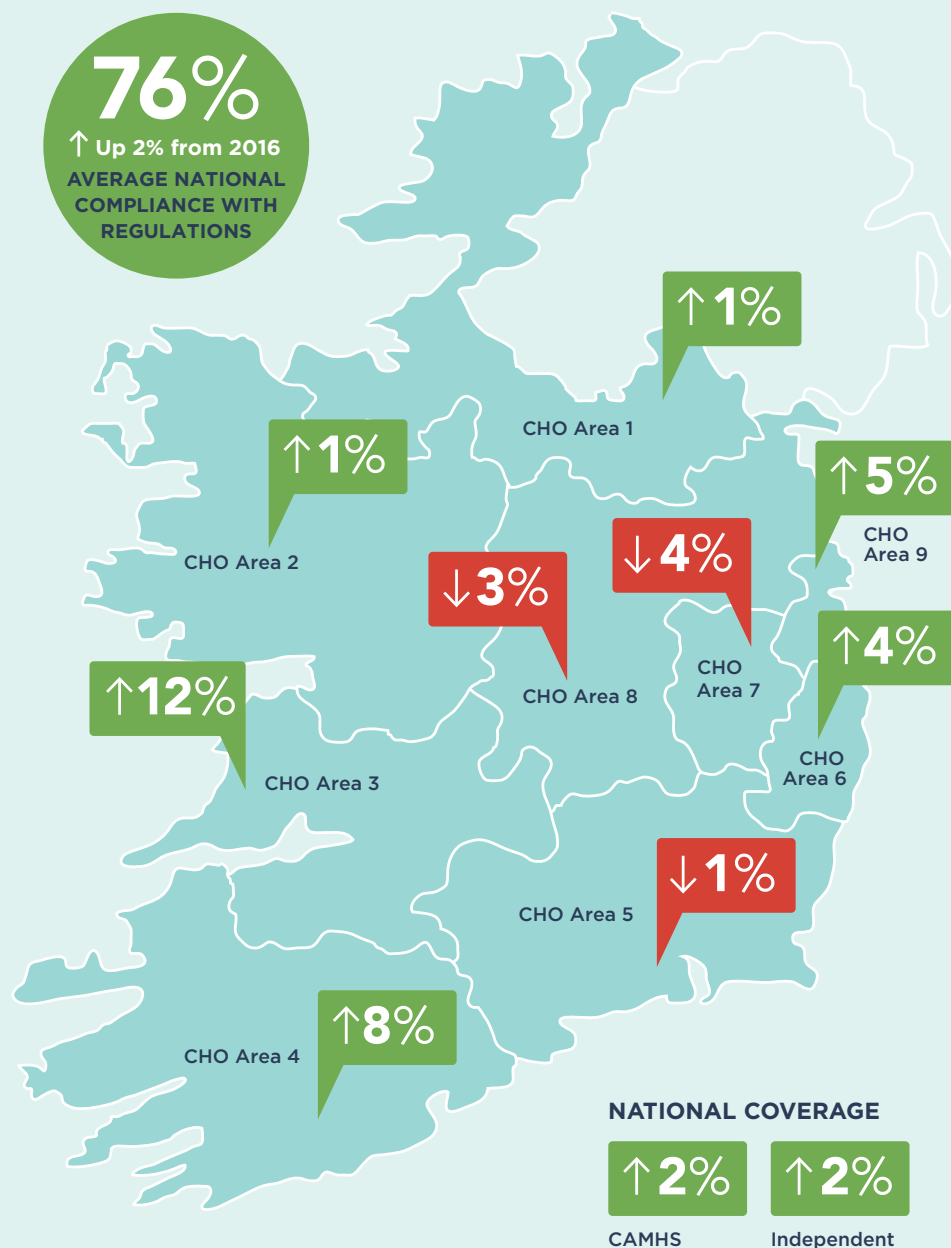 76%
↑ Up 2% from 2016
AVERAGE NATIONAL
COMPLIANCE WITH
REGULATIONS
↑1%
CHO Area 1
↑1%
CHO Area 2
↑5%
CHO
Area 9
↓4%
CHO
Area 7
↓3%
CHO Area 8
↑4%
CHO
Area 6
↑12%
CHO Area 3
↓1%
CHO Area 5
↑8%
CHO Area 4
NATIONAL COVERAGE
↑2%
CAMHS
↑2%
Independent